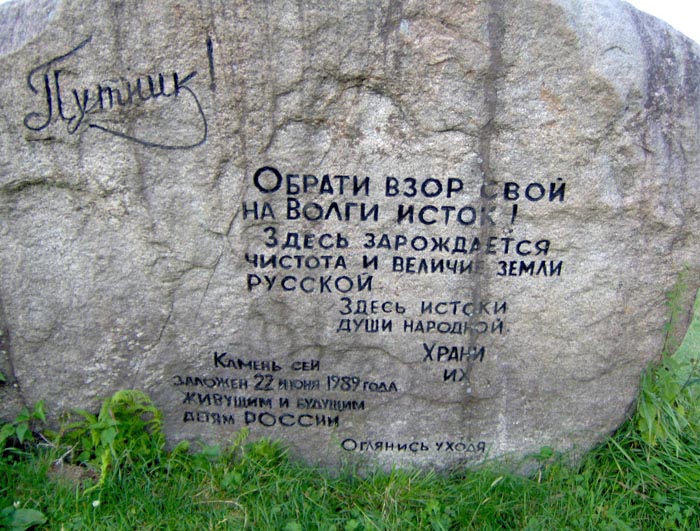 Путник!
Обрати взор свой
на Волги исток!
Здесь зарождается
чистота и величие земли
русской.
Здесь истоки
души народной.
Храни
их
Камень сей
заложен 22 июня 1989 года
живущим и будущим
детям России
Оглянись уходя